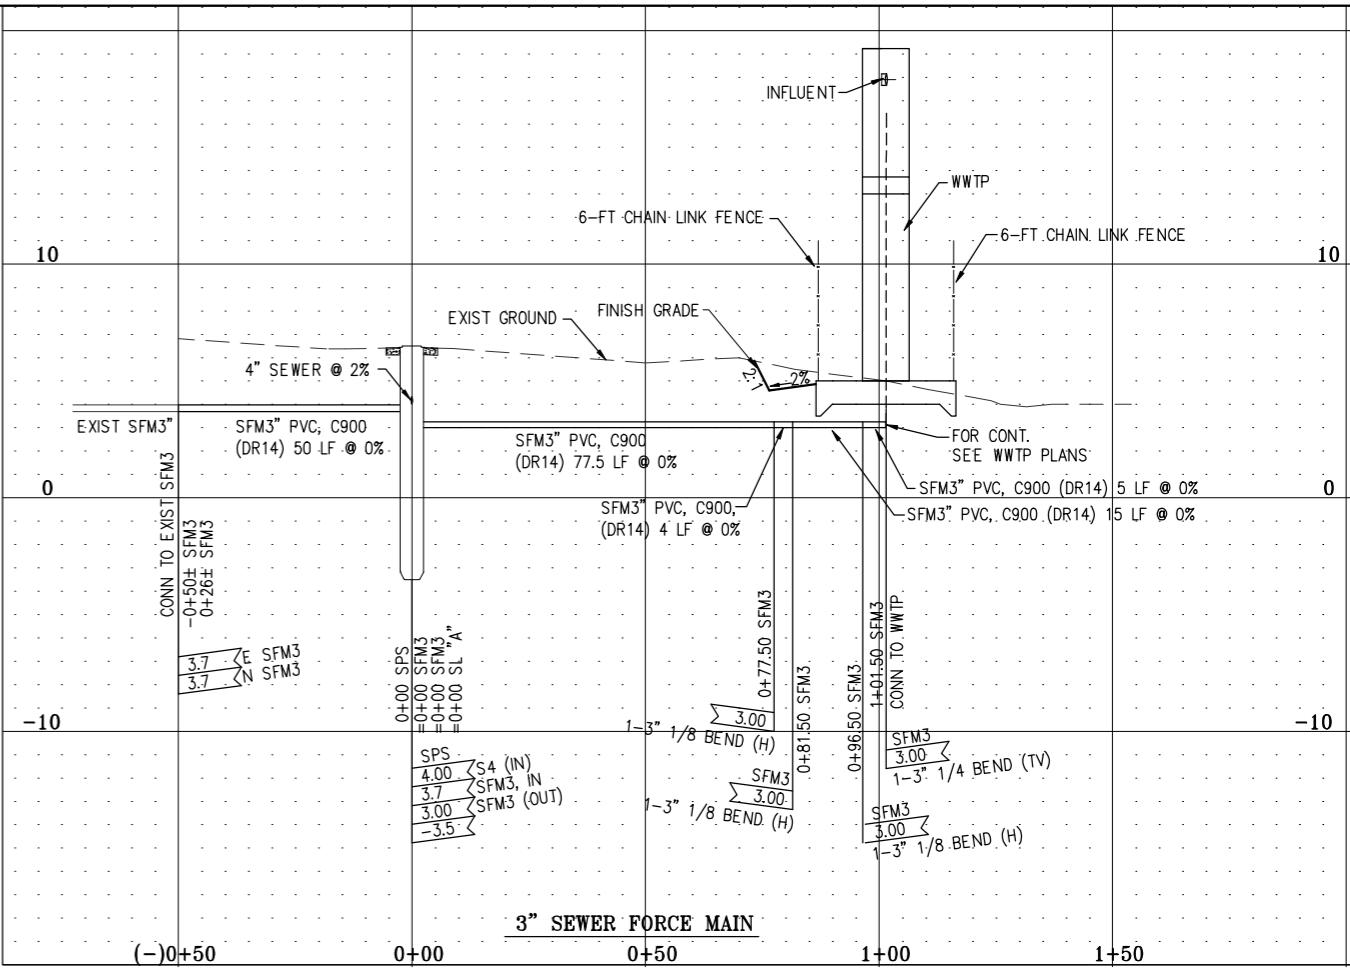 INFLUENT
WWTP
6-FT CHAIN LINK FENCE
6-FT CHAIN LINK FENCE
10
10
EXIST GROUND
FINISH GRADE
4" SEWER @ 2%
2:1
2%
EXIST SFM3"
SFM3" PVC, C900
(DR14) 50 LF @ 0%
SFM3" PVC, C900
(DR14) 77.5 LF @ 0%
FOR CONT.
SEE WWTP PLANS
0
0
SFM3" PVC, C900 (DR14) 5 LF @ 0%
SFM3" PVC, C900,
(DR14) 4 LF @ 0%
SFM3" PVC, C900 (DR14) 15 LF @ 0%
CONN TO EXIST SFM3
-0+50± SFM3
0+26± SFM3
3.7 E SFM3
3.7 N SFM3
0+00 SPS
=0+00 SFM3
=0+00 SFM3
=0+00 SL "A"
0+77.50 SFM3
0+81.50 SFM3
0+96.50 SFM3
1+01.50 SFM3
CONN TO WWTP
-10
-10
3.00
1-3" 1/8 BEND (H)
SFM3
3.00
1-3" 1/8 BEND (H)
SFM3
3.00
1-3" 1/4 BEND (TV)
SFM3
3.00
1-3" 1/8 BEND (H)
SPS
4.00 S4 (IN)
3.7 SFM3, IN
3.00 SFM3 (OUT)
-3.5
3" SEWER FORCE MAIN
(-)0+50
0+00
0+50
1+00
1+50